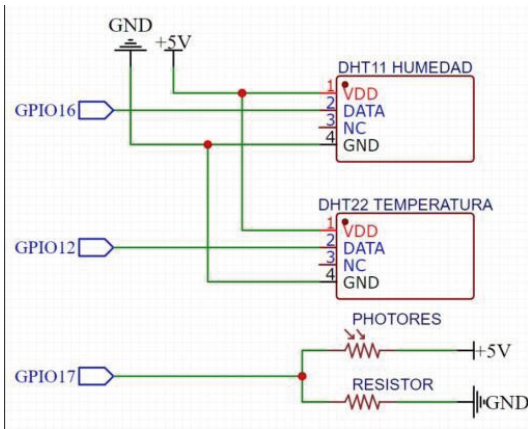 GND
+5V
DHT11 HUMEDAD
GPIO16
1 VDD
2 DATA
3 NC
4 GND
DHT22 TEMPERATURA
GPIO12
1 VDD
2 DATA
3 NC
4 GND
PHOTORES
+5V
GPIO17
RESISTOR
GND